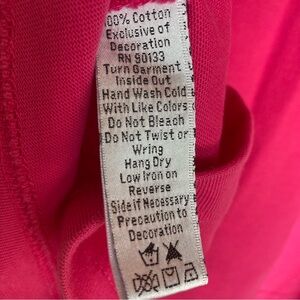 100% Cotton
Exclusive of
Decoration
RN 90133
Turn Garment
Inside Out
Hand Wash Cold
With Like Colors
Do Not Bleach
Do Not Twist or
Wring
Hang Dry
Low Iron on
Reverse
Side if Necessary
Precaution to
Decoration